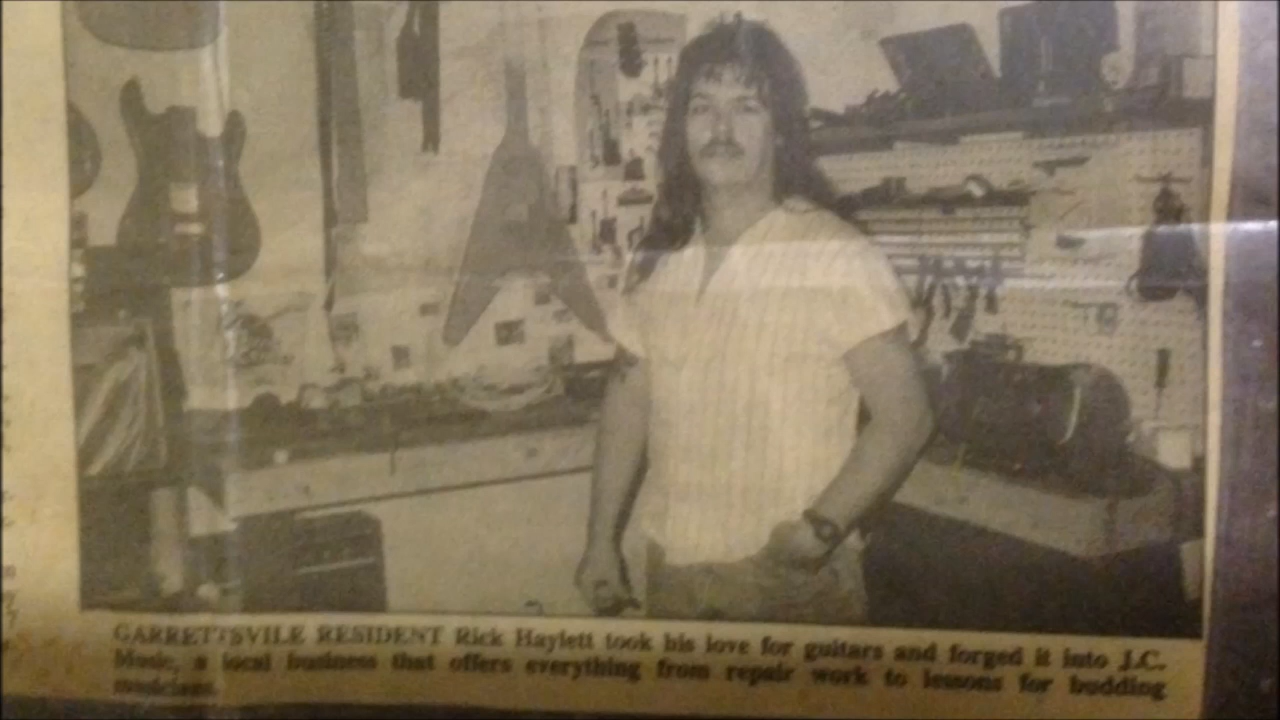 GARRETTSVILE RESIDENT Rick Haylett took his love for guitars and forged it into J.C.
Music, a local business that offers everything from repair work to lessons for budding
musicians.